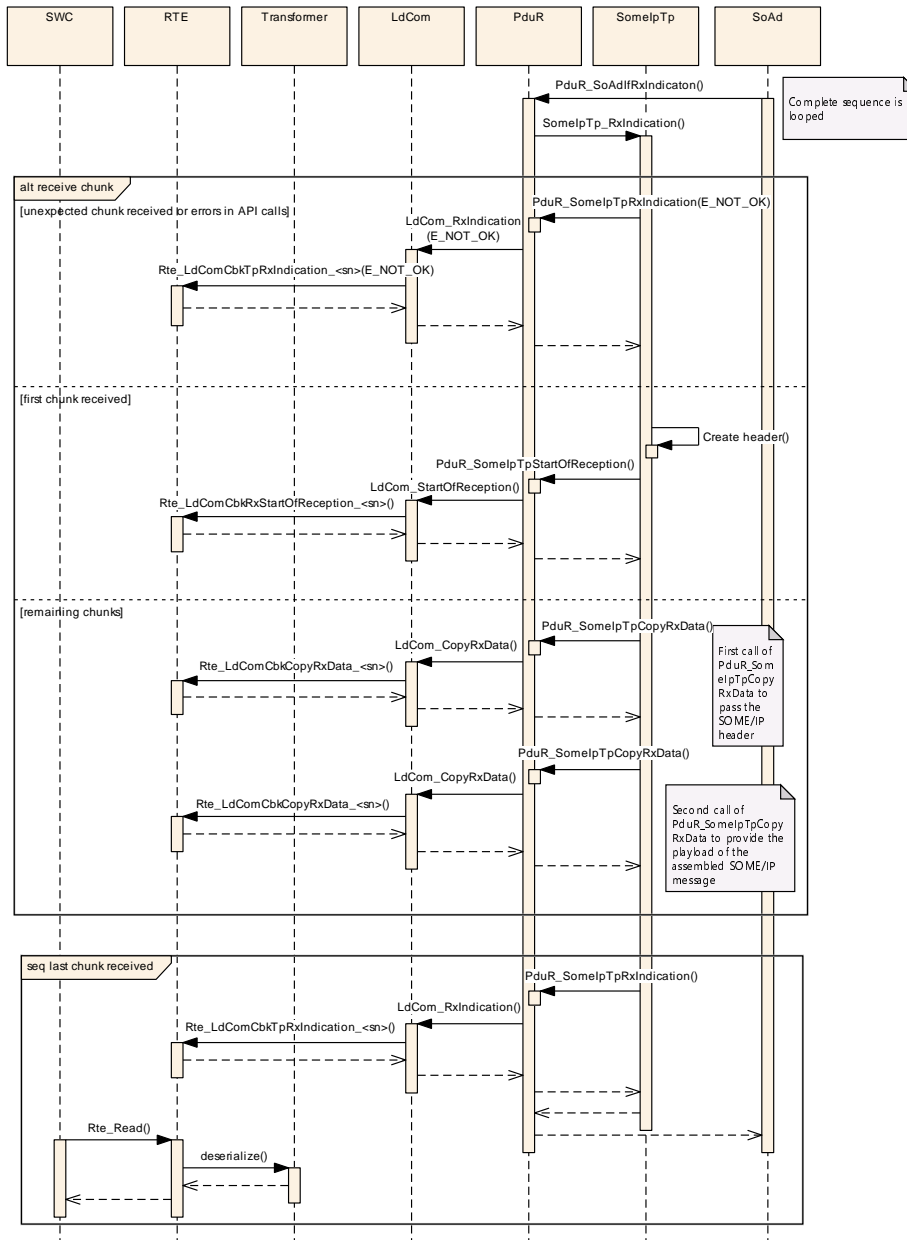 SWC
RTE
Transformer
LdCom
PduR
SomeIpTp
SoAd
PduR_SoAdIfRxIndicaton()
Complete sequence is
looped
SomeIpTp_RxIndication()
alt receive chunk
[unexpected chunk received or errors in API calls]
PduR_SomeIpTpRxIndication(E_NOT_OK)
LdCom_RxIndication
(E_NOT_OK)
Rte_LdComCbkTpRxIndication_<sn>(E_NOT_OK)
[first chunk received]
Create header()
PduR_SomeIpTpStartOfReception()
LdCom_StartOfReception()
Rte_LdComCbkRxStartOfReception_<sn>()
[remaining chunks]
PduR_SomeIpTpCopyRxData()
LdCom_CopyRxData()
Rte_LdComCbkCopyRxData_<sn>()
First call of
PduR_Som
eIpTpCopy
RxData to
pass the
SOME/IP
header
PduR_SomeIpTpCopyRxData()
LdCom_CopyRxData()
Rte_LdComCbkCopyRxData_<sn>()
Second call of
PduR_SomeIpTpCopy
RxData to provide the
playload of the
assembled SOME/IP
message
seq last chunk received
PduR_SomeIpTpRxIndication()
LdCom_RxIndication()
Rte_LdComCbkTpRxIndication_<sn>()
Rte_Read()
deserialize()